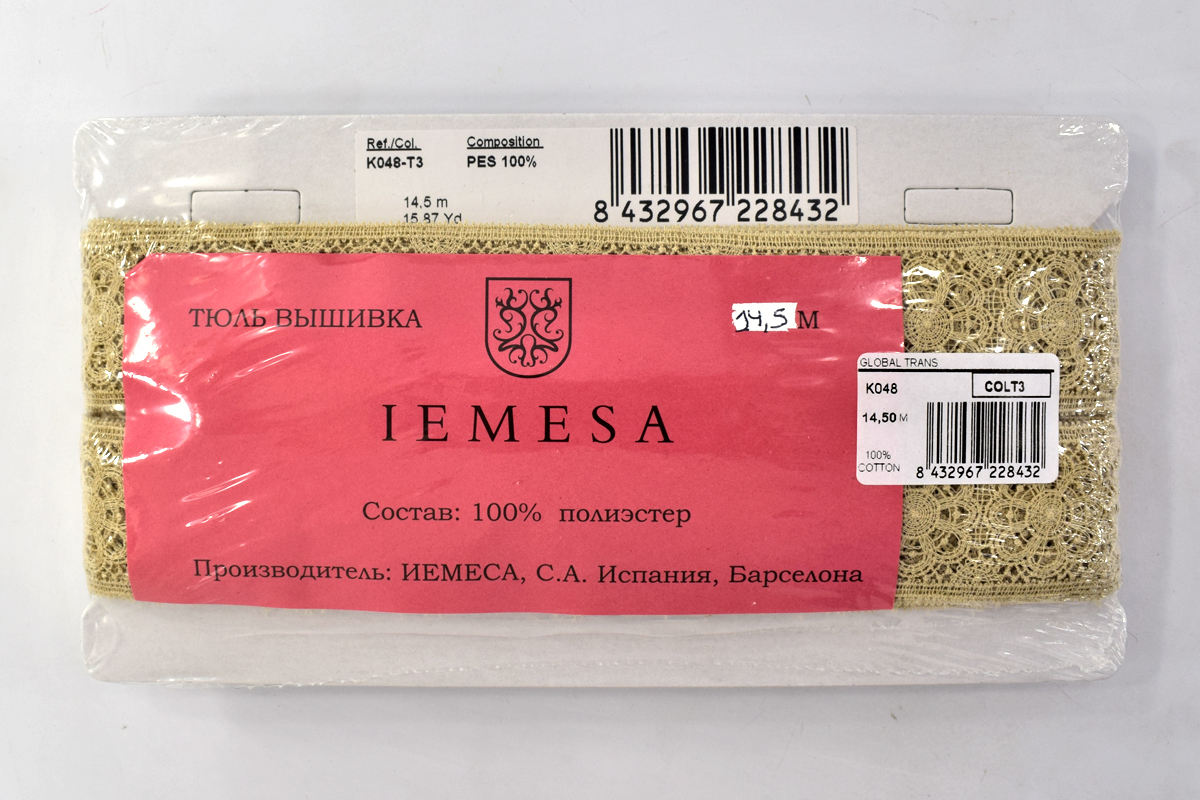 Ref./Col. Composition
K048-T3 PES 100%
14,5 m
15,87 Yd
8 432967 228432
ТЮЛЬ ВЫШИВКА
14,5 М
IEMESA
Состав: 100% полиэстер
Производитель: ИЕМЕСА, С.А. Испания, Барселона
GLOBAL TRANS
K048 COLT3
14,50 M
100%
COTTON
8 432967 228432